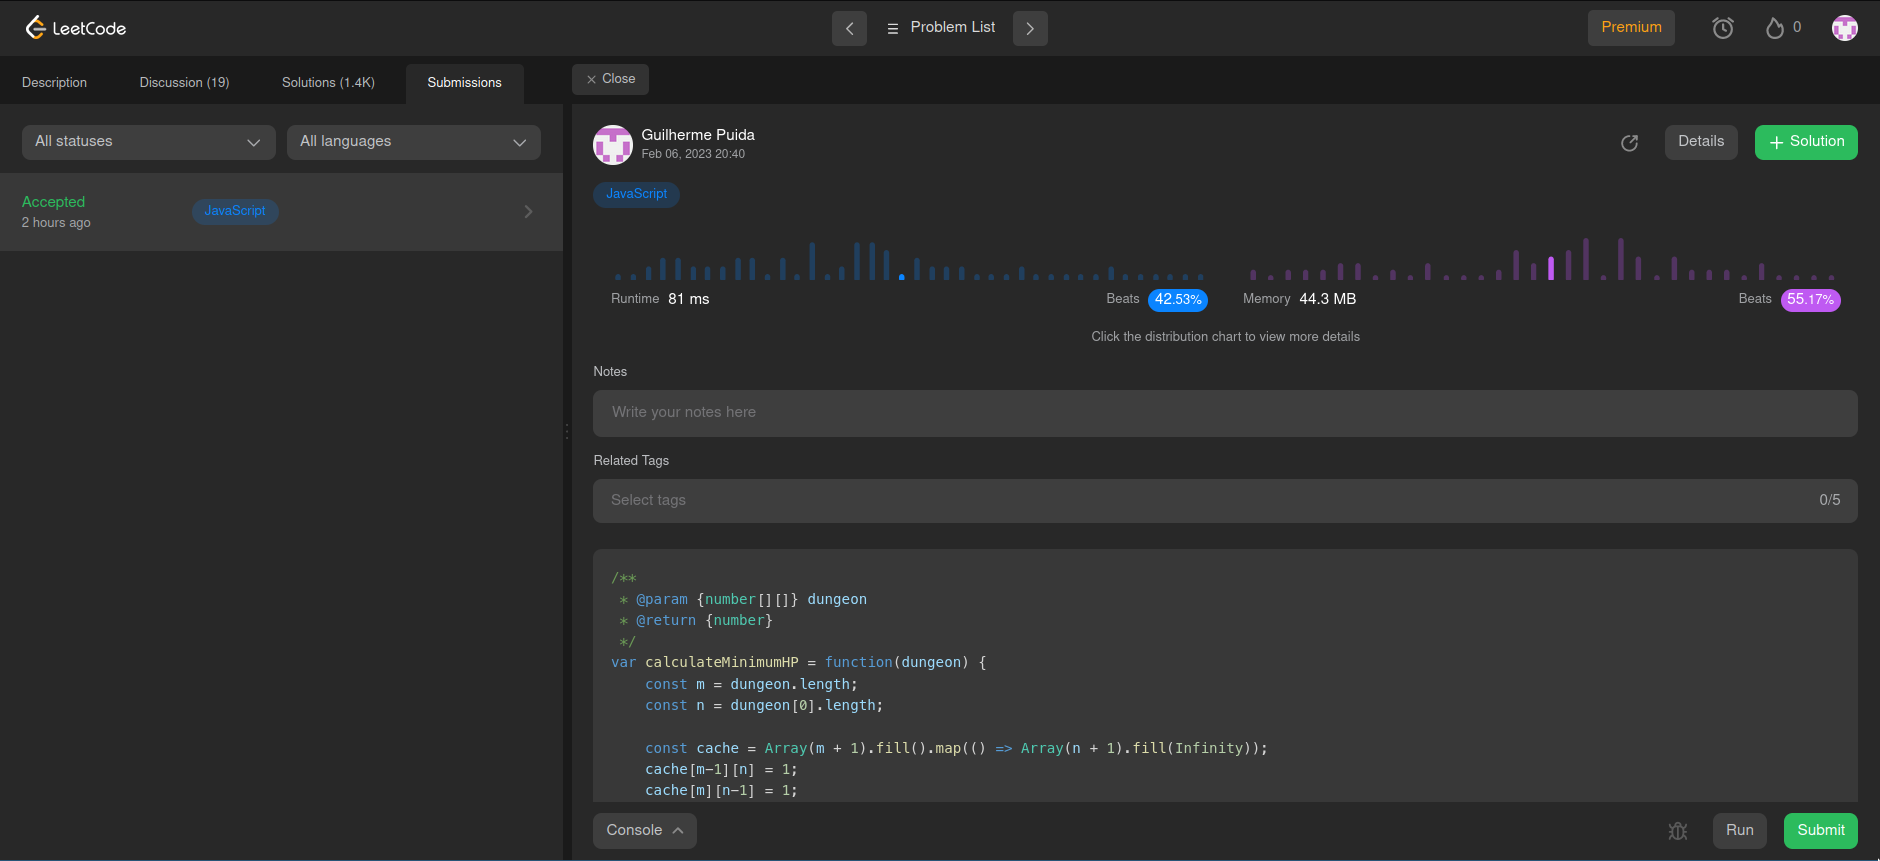 LeetCode
Problem List
Premium
0
Description
Discussion (19)
Solutions (1.4K)
Submissions
Close
All statuses
All languages
Accepted
2 hours ago
JavaScript
Guilherme Puida
Feb 06, 2023 20:40
Details
Solution
JavaScript
Runtime 81 ms
Beats 42.53%
Memory 44.3 MB
Beats 55.17%
Click the distribution chart to view more details
Notes
Write your notes here
Related Tags
Select tags
0/5
/**
 * @param {number[][]} dungeon
 * @return {number}
 */
var calculateMinimumHP = function(dungeon) {
    const m = dungeon.length;
    const n = dungeon[0].length;
    const cache = Array(m + 1).fill().map(() => Array(n + 1).fill(Infinity));
    cache[m-1][n] = 1;
    cache[m][n-1] = 1;
Console
Run
Submit